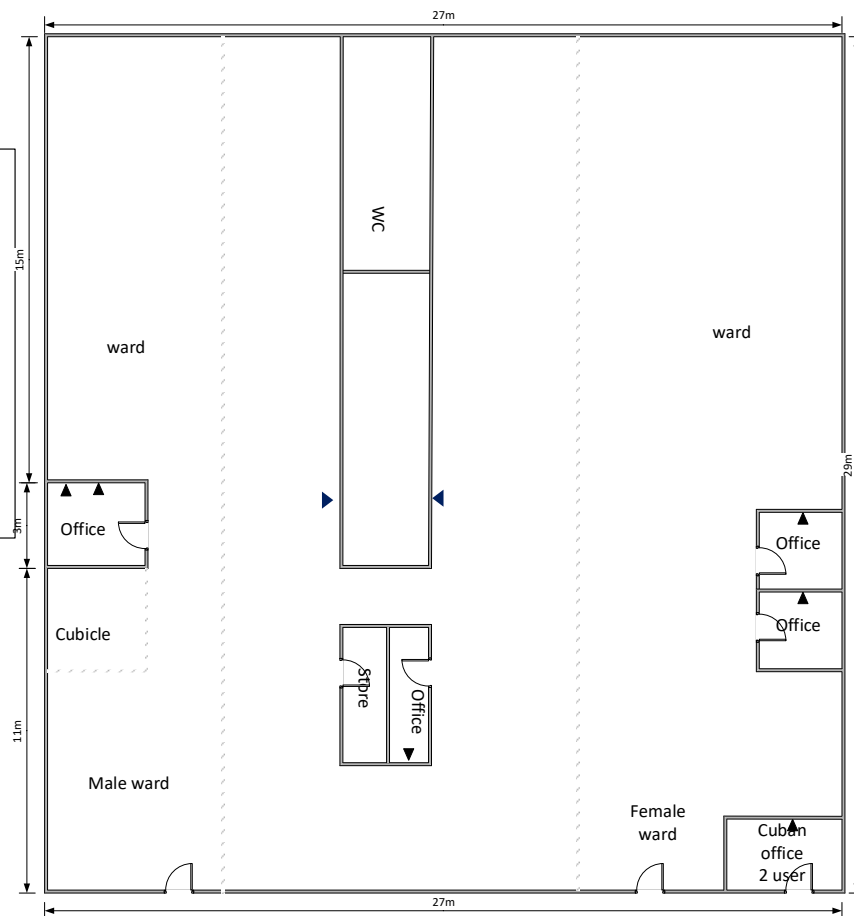 27m
WC
15m
ward
ward
29m
3m
Office
Office
Cubicle
Office
Store
Office
11m
Male ward
Female
ward
Cuban
office
2 user
27m